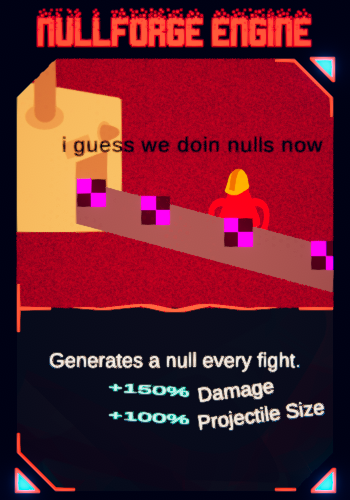 NULLFORGE ENGINE
i guess we doin nulls now
Generates a null every fight.
+150% Damage
+100% Projectile Size